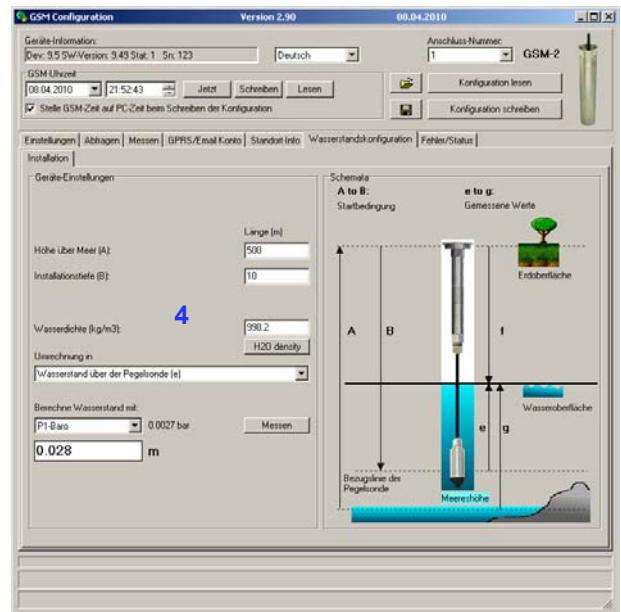 GSM Configuration Version 2.90 08.04.2010
Geräte-Information:
Dev: 9.5 SW-Version: 9.49 Stat: 1 Sn: 123
Deutsch
Anschluss-Nummer:
1
GSM-2
GSM-Uhrzeit
08.04.2010 21:52:43 Jetzt Schreiben Lesen
Konfiguration lesen
Stelle GSM-Zeit auf PC-Zeit beim Schreiben der Konfiguration
Konfiguration schreiben
Einstellungen Abfragen Messen GPRS/Email Konto Standort-Info Wasserstandskonfiguration Fehler/Status
Installation
Geräte-Einstellungen
Länge (m)
Höhe über Meer (A): 500
Installationstiefe (B): 10
4
Wasserdichte (kg/m3): 998.2
H2O density
Umrechnung in
Wasserstand über der Pegelsonde (e)
Berechne Wasserstand mit:
P1-Baro 0.0027 bar Messen
0.028 m
Schemata
A to B: e to g:
Startbedingung Gemessene Werte
Erdoberfläche
A B f
Wasseroberfläche
e g
Bezugslinie der
Pegelsonde
Meereshöhe